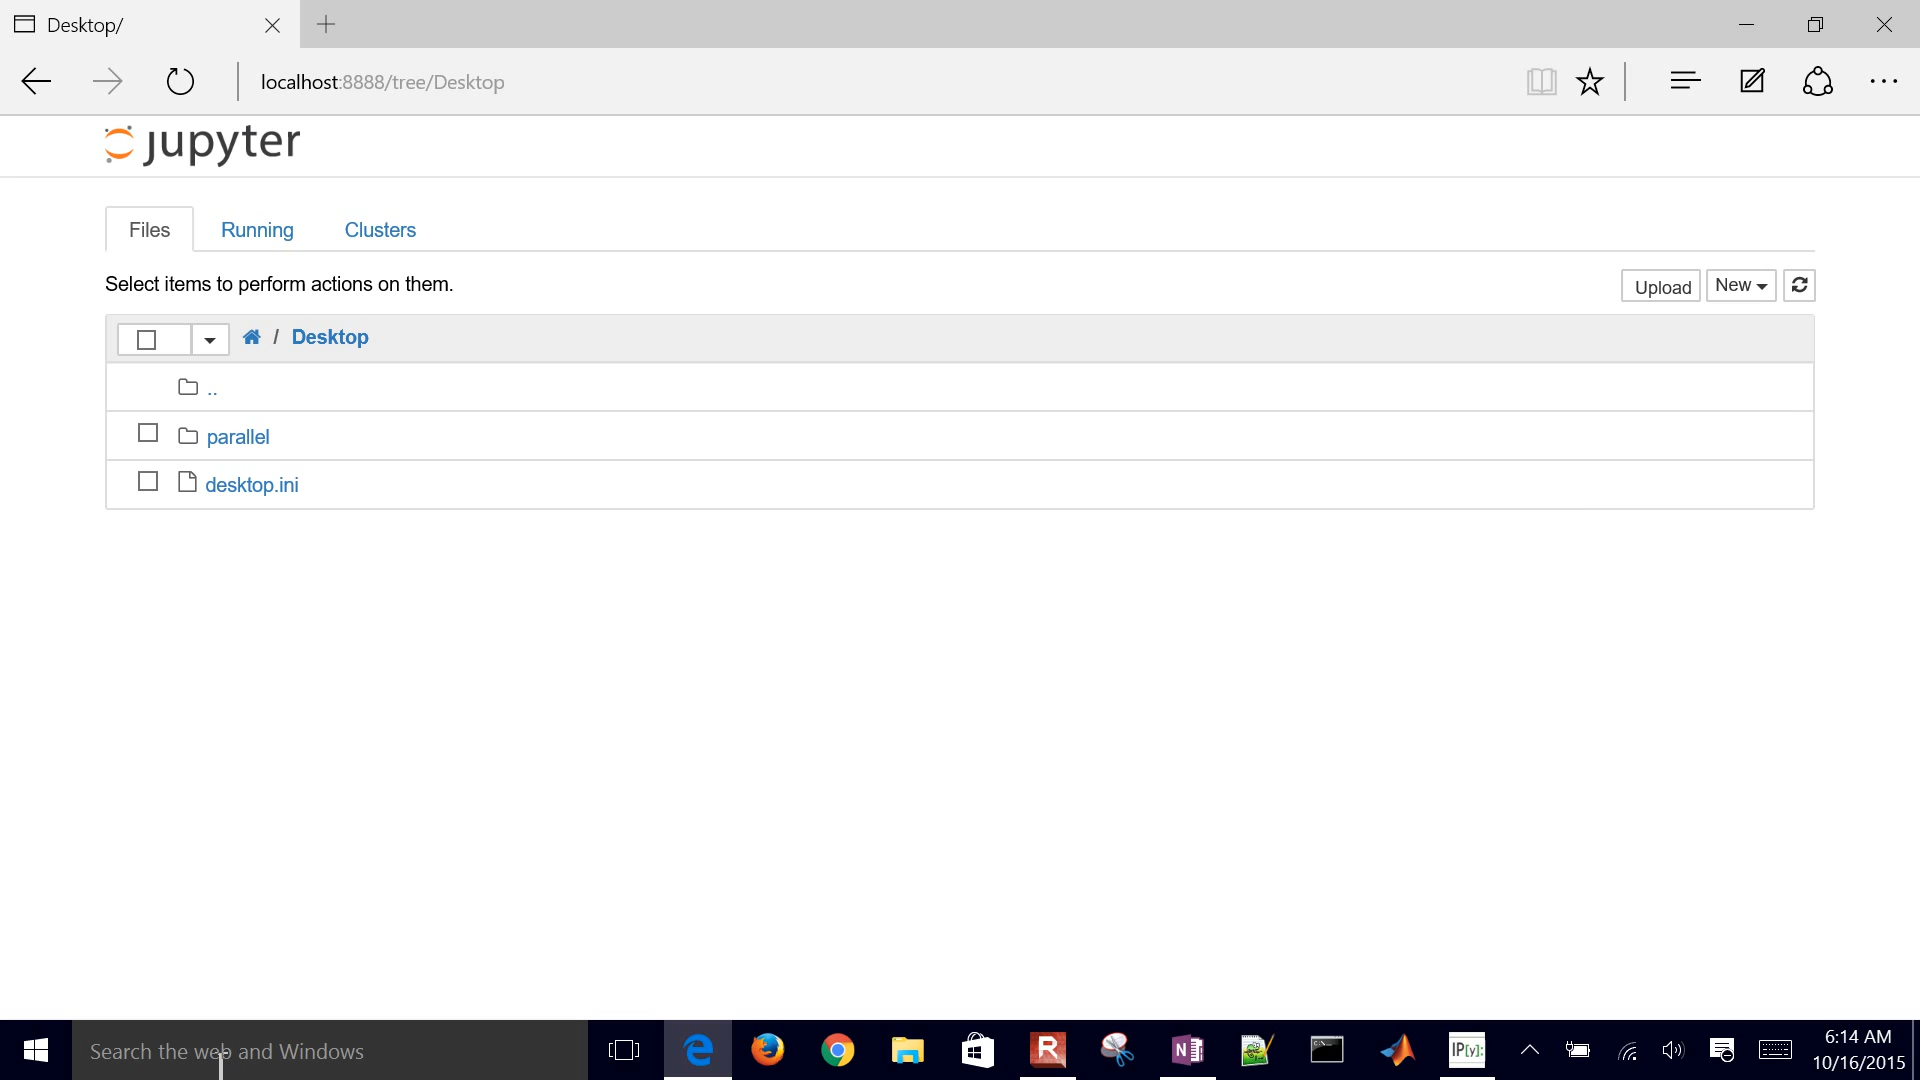 Desktop/
localhost:8888/tree/Desktop
jupyter
Files Running Clusters
Select items to perform actions on them.
Upload New
/ Desktop
..
parallel
desktop.ini
Search the web and Windows
R
N
C:\
IP[y]:
6:14 AM
10/16/2015